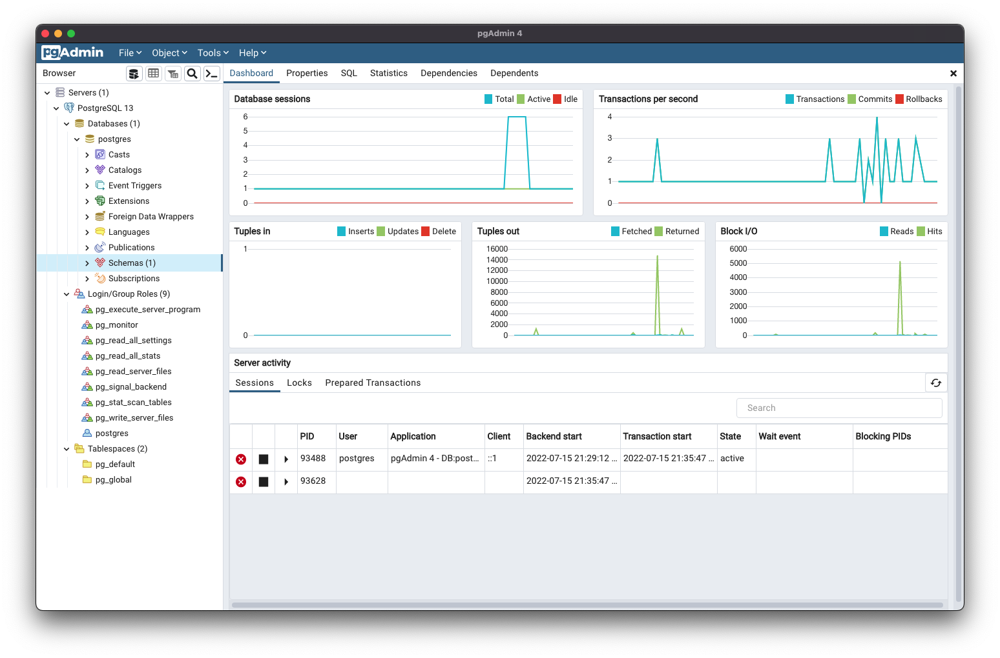 pgAdmin 4
pgAdmin File Object Tools Help
Browser
Servers (1)
PostgreSQL 13
Databases (1)
postgres
Casts
Catalogs
Event Triggers
Extensions
Foreign Data Wrappers
Languages
Publications
Schemas (1)
Subscriptions
Login/Group Roles (9)
pg_execute_server_program
pg_monitor
pg_read_all_settings
pg_read_all_stats
pg_read_server_files
pg_signal_backend
pg_stat_scan_tables
pg_write_server_files
postgres
Tablespaces (2)
pg_default
pg_global
Dashboard Properties SQL Statistics Dependencies Dependents
Database sessions Total Active Idle
6
5
4
3
2
1
0
Transactions per second Transactions Commits Rollbacks
4
3
2
1
0
Tuples in Inserts Updates Delete
1
0
Tuples out Fetched Returned
16000
14000
12000
10000
8000
6000
4000
2000
0
Block I/O Reads Hits
6000
5000
4000
3000
2000
1000
0
Server activity
Sessions Locks Prepared Transactions
Search
PID User Application Client Backend start Transaction start State Wait event Blocking PIDs
93488 postgres pgAdmin 4 - DB:post... ::1 2022-07-15 21:29:12 ... 2022-07-15 21:35:47 ... active
93628 2022-07-15 21:35:47 ...